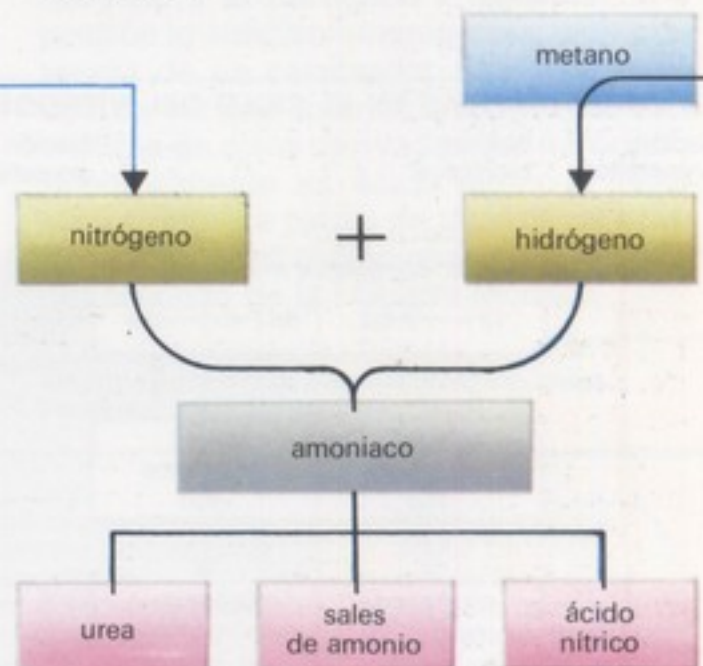 metano
nitrógeno
+
hidrógeno
amoniaco
urea
sales
de amonio
ácido
nítrico